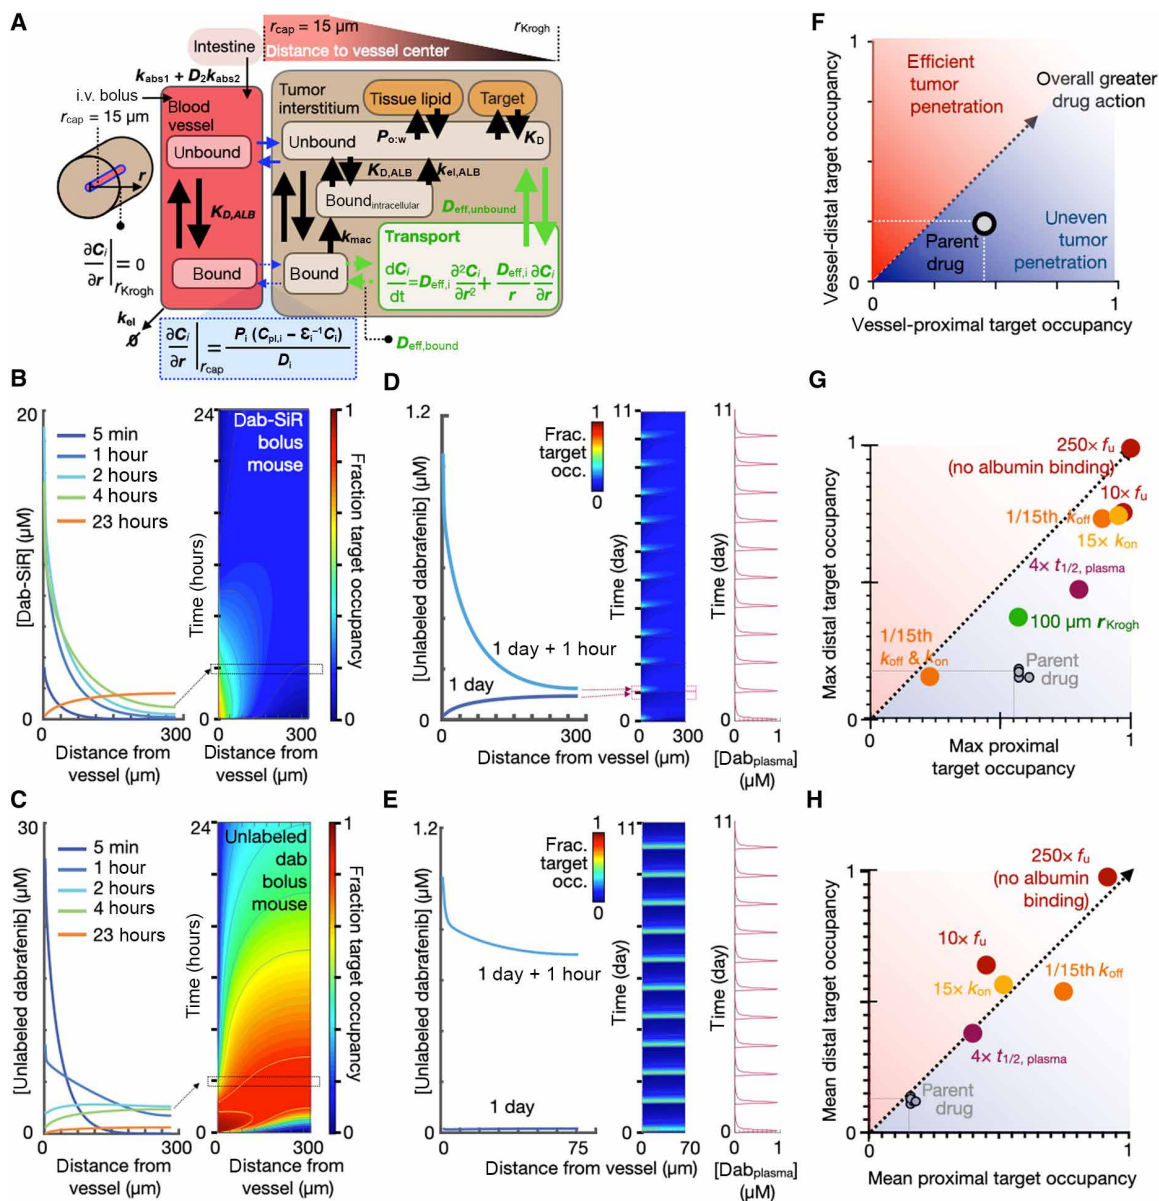 A
r_cap = 15 µm
r_Krogh
Distance to vessel center
Intestine
k_abs1 + D₂k_abs2
i.v. bolus
r_cap = 15 µm
Blood
vessel
Unbound
K_D,ALB
Bound
r
∂C_i/∂r |r_Krogh = 0
k_el
∅
∂C_i/∂r |r_cap = P_i (C_pl,i – Ɛ_i⁻¹C_i) / D_i
Tumor
interstitium
Tissue lipid
Target
P_o:w
K_D
Unbound
K_D,ALB
k_el,ALB
Bound_intracellular
D_eff,unbound
k_mac
Bound
Transport
dC_i/dt = D_eff,i ∂²C_i/∂r² + D_eff,i/r ∂C_i/∂r
D_eff,bound
B
20
[Dab-SiR] (µM)
5 min
1 hour
2 hours
4 hours
23 hours
0
0
300
Distance from
vessel (µm)
24
Time (hours)
0
Dab-SiR
bolus
mouse
0
300
Distance from
vessel (µm)
1
Fraction target occupancy
0
C
30
[Unlabeled dabrafenib] (µM)
5 min
1 hour
2 hours
4 hours
23 hours
0
0
300
Distance from
vessel (µm)
24
Time (hours)
0
Unlabeled
dab
bolus
mouse
0
300
Distance from
vessel (µm)
1
Fraction target occupancy
0
D
1.2
[Unlabeled dabrafenib] (µM)
1 day + 1 hour
1 day
0
0
300
Distance from vessel (µm)
1
Frac.
target
occ.
0
11
Time (day)
0
0
300
11
Time (day)
0
0
1
[Dab_plasma]
(µM)
E
1.2
[Unlabeled dabrafenib] (µM)
1 day + 1 hour
1 day
0
0
75
Distance from vessel (µm)
1
Frac.
target
occ.
0
11
Time (day)
0
0
70
11
Time (day)
0
0
1
[Dab_plasma]
(µM)
F
1
Vessel-distal target occupancy
Efficient
tumor
penetration
Overall greater
drug action
Parent
drug
Uneven
tumor
penetration
0
0
1
Vessel-proximal target occupancy
G
1
Max distal target occupancy
250× f_u
(no albumin binding)
10× f_u
1/15th k_off
15× k_on
4× t_1/2, plasma
100 µm r_Krogh
1/15th
k_off & k_on
Parent
drug
0
0
1
Max proximal
target occupancy
H
1
Mean distal target occupancy
250× f_u
(no albumin
binding)
10× f_u
1/15th k_off
15× k_on
4× t_1/2, plasma
Parent
drug
0
0
1
Mean proximal target occupancy